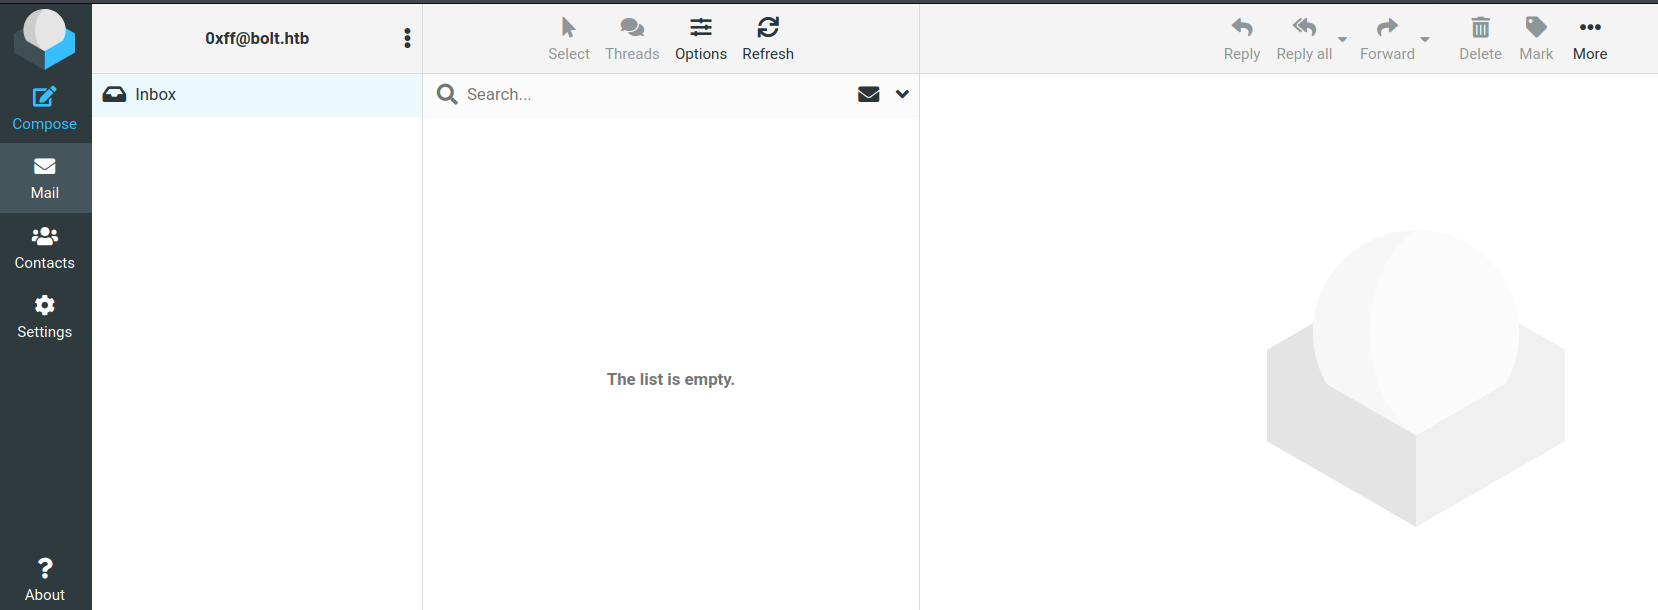 0xff@bolt.htb
Select
Threads
Options
Refresh
Reply
Reply all
Forward
Delete
Mark
More
Compose
Mail
Contacts
Settings
About
Inbox
Search...
The list is empty.